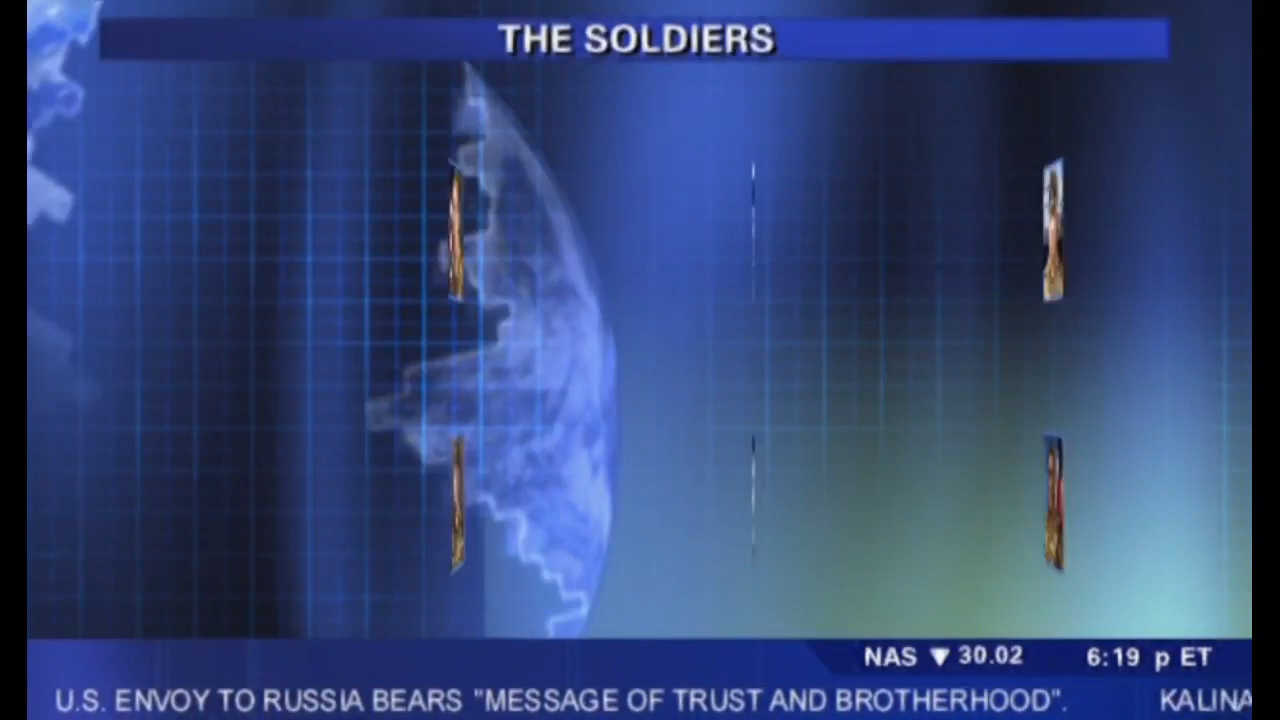 THE SOLDIERS
NAS ▼ 30.02 6:19 p ET
U.S. ENVOY TO RUSSIA BEARS "MESSAGE OF TRUST AND BROTHERHOOD". KALINA